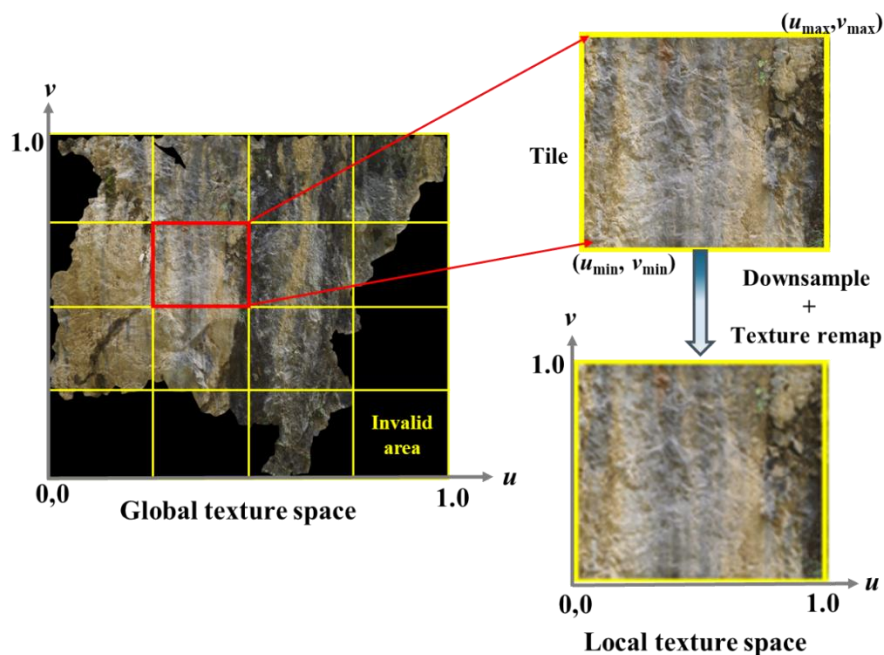 v
1.0
Invalid
area
0,0
1.0
u
Global texture space
(umax,vmax)
Tile
(umin, vmin)
Downsample
+
Texture remap
v
1.0
0,0
1.0
u
Local texture space